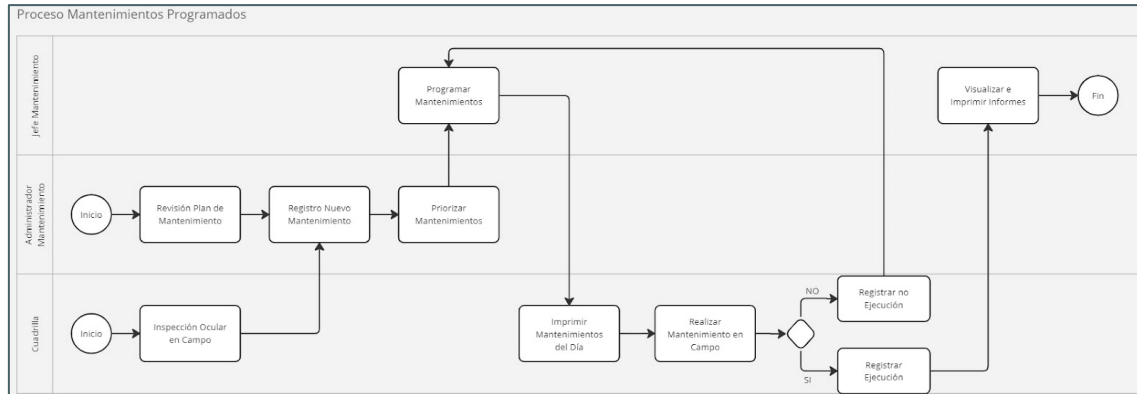 Proceso Mantenimientos Programados
Jefe Mantenimiento
Programar
Mantenimientos
Visualizar e
Imprimir Informes
Fin
Administrador
Mantenimiento
Inicio
Revisión Plan de
Mantenimiento
Registro Nuevo
Mantenimiento
Priorizar
Mantenimientos
Cuadrilla
Inicio
Inspección Ocular
en Campo
Imprimir
Mantenimientos
del Día
Realizar
Mantenimiento en
Campo
NO
Registrar no
Ejecución
SI
Registrar
Ejecución